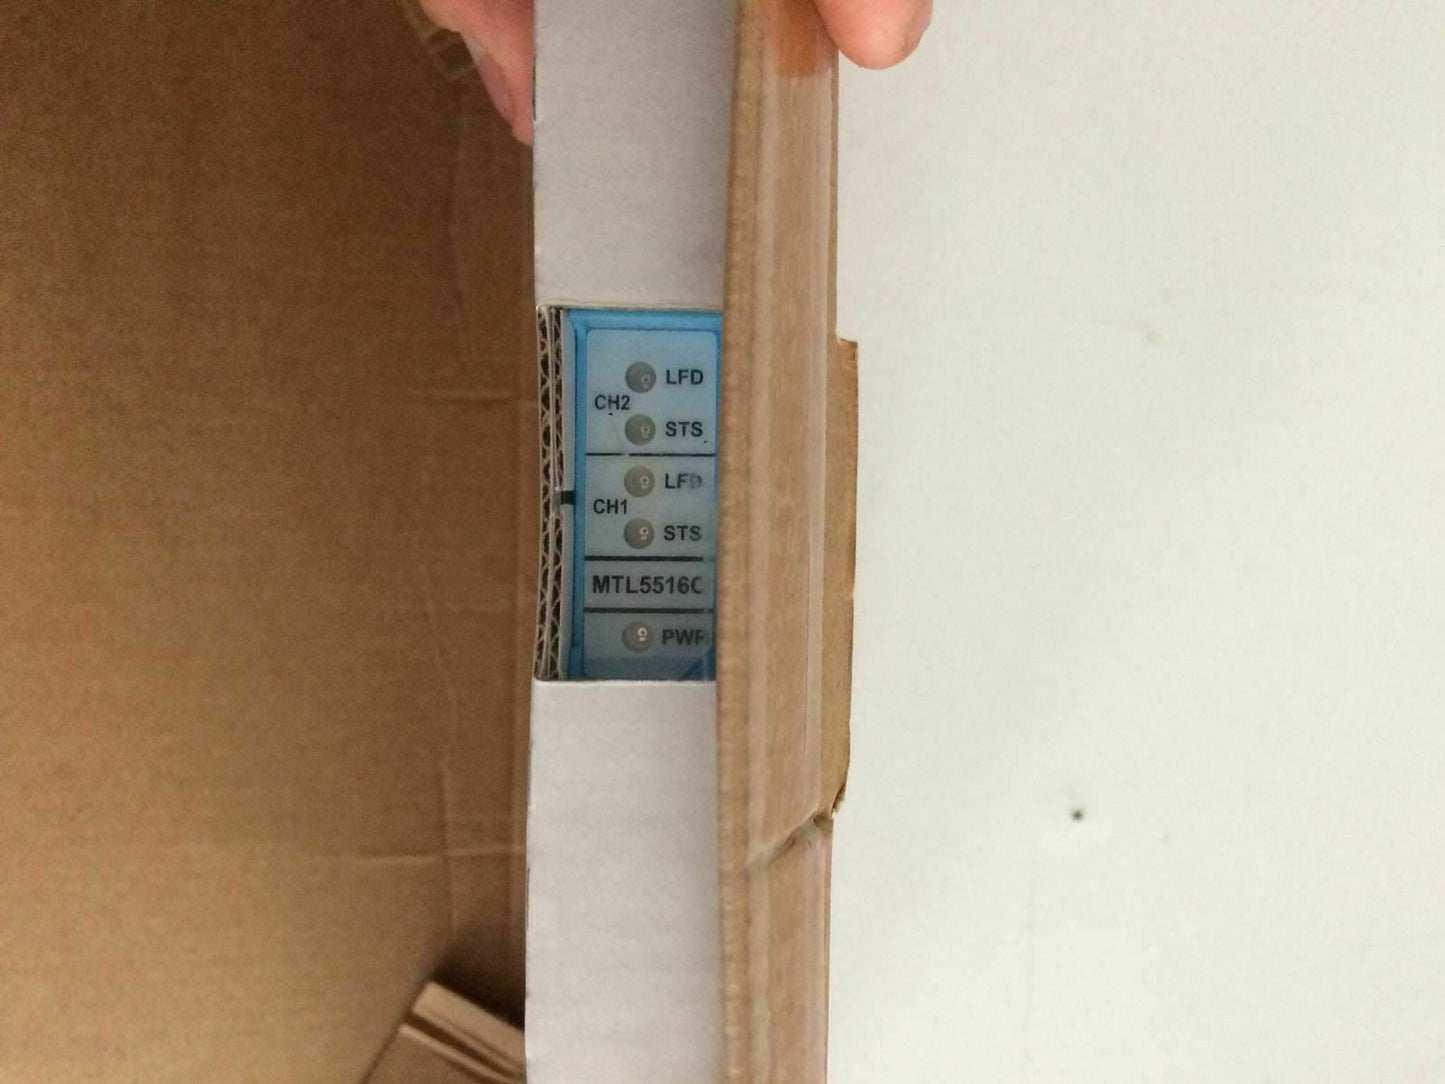 LFD
CH2
STS
LFD
CH1
STS
MTL5516C
PWR